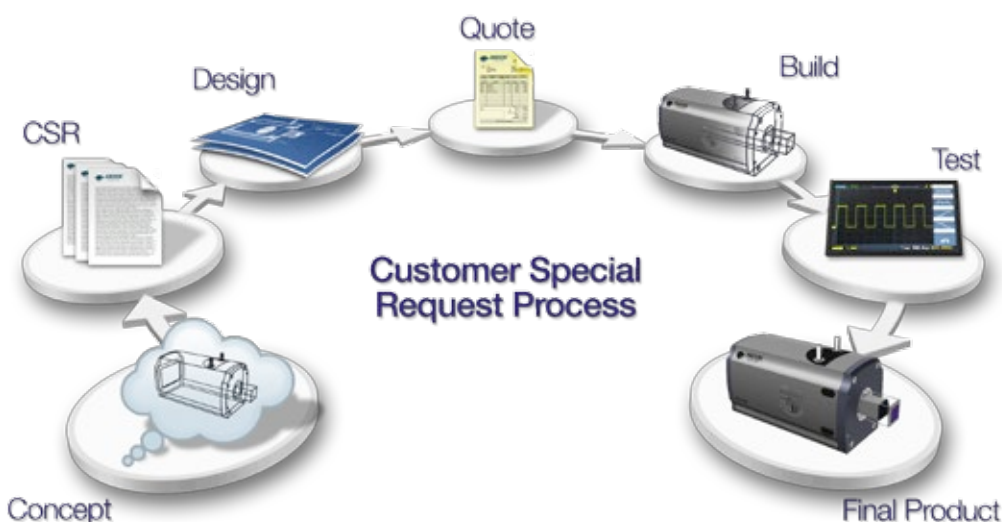 Quote
Design
Build
CSR
Test
Customer Special
Request Process
Concept
Final Product